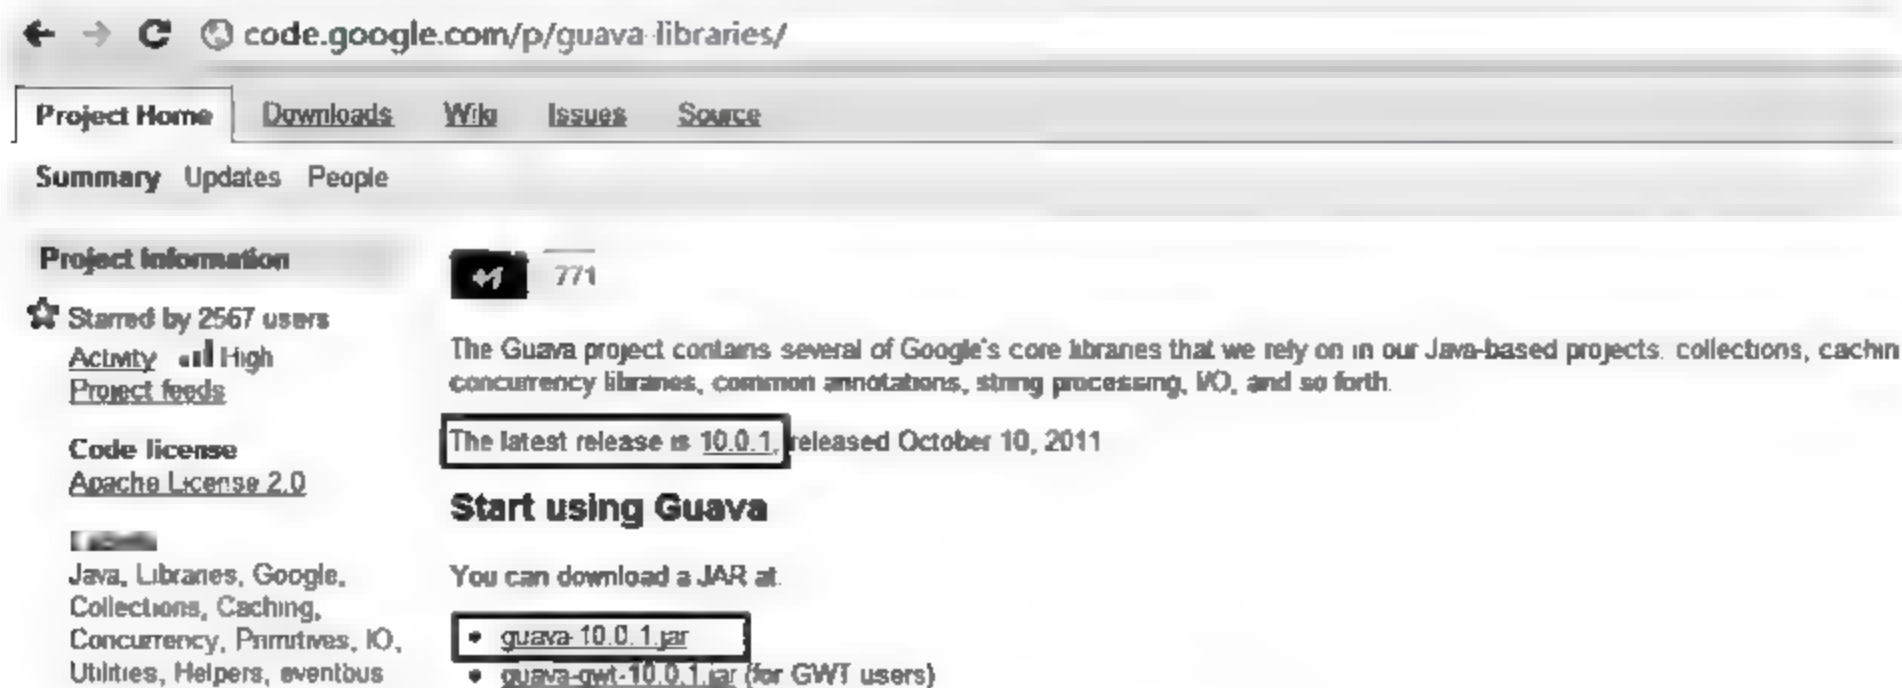 code.google.com/p/guava-libraries/
Project Home Downloads Wiki Issues Source
Summary Updates People
Project Information
Starred by 2567 users
Activity High
Project feeds
Code license
Apache License 2.0
Labels
Java, Libraries, Google,
Collections, Caching,
Concurrency, Primitives, IO,
Utilities, Helpers, eventbus
+1 771
The Guava project contains several of Google's core libraries that we rely on in our Java-based projects: collections, cachin
concurrency libraries, common annotations, string processing, I/O, and so forth.
The latest release is 10.0.1, released October 10, 2011
Start using Guava
You can download a JAR at:
• guava-10.0.1.jar
• guava-gwt-10.0.1.jar (for GWT users)